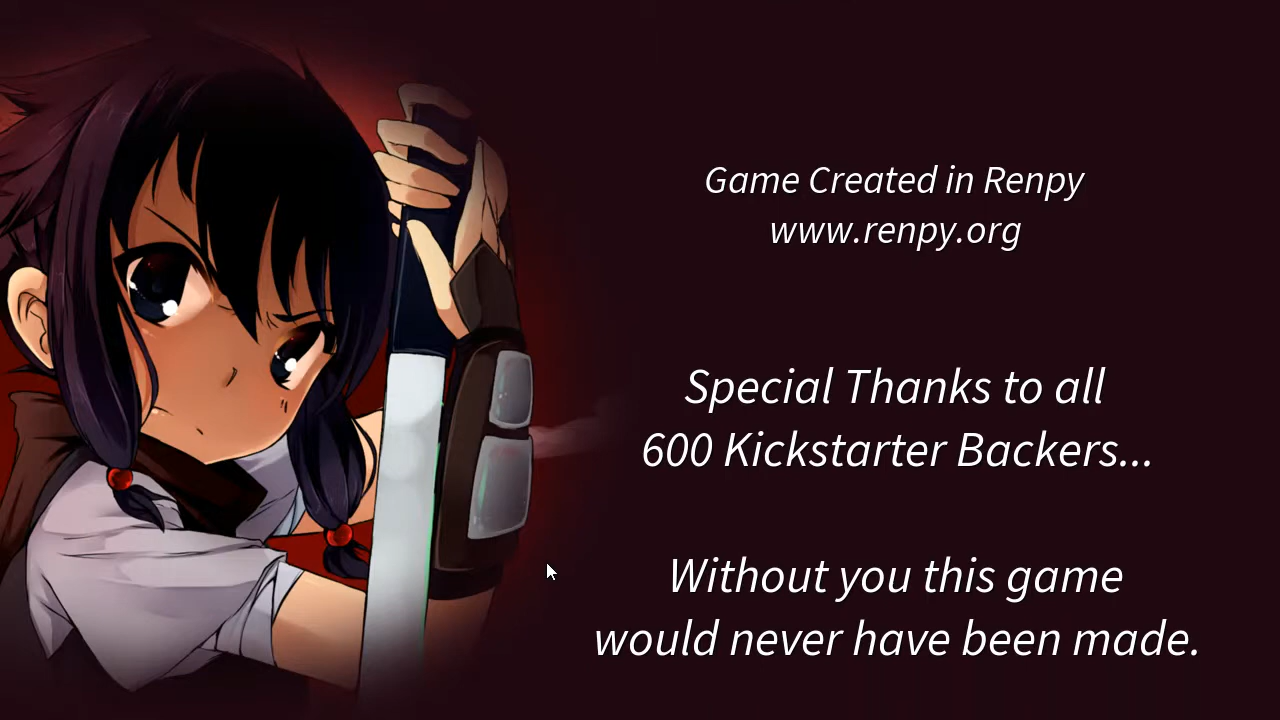 Game Created in Renpy
www.renpy.org
Special Thanks to all
600 Kickstarter Backers...
Without you this game
would never have been made.